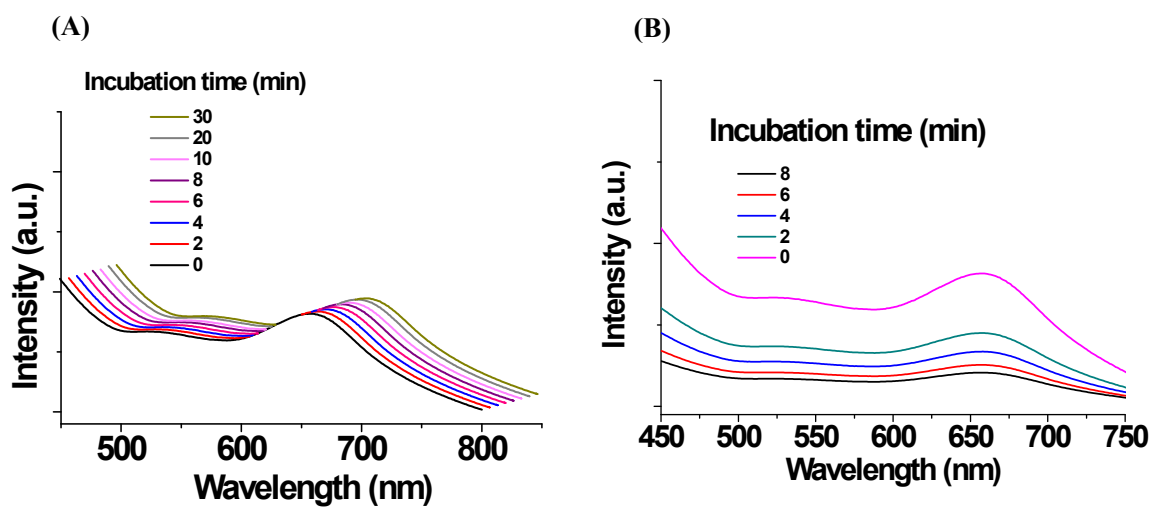 (A)
Incubation time (min)
30
20
10
8
6
4
2
0
Intensity (a.u.)
500 600 700 800
Wavelength (nm)
(B)
Incubation time (min)
8
6
4
2
0
Intensity (a.u.)
450 500 550 600 650 700 750
Wavelength (nm)